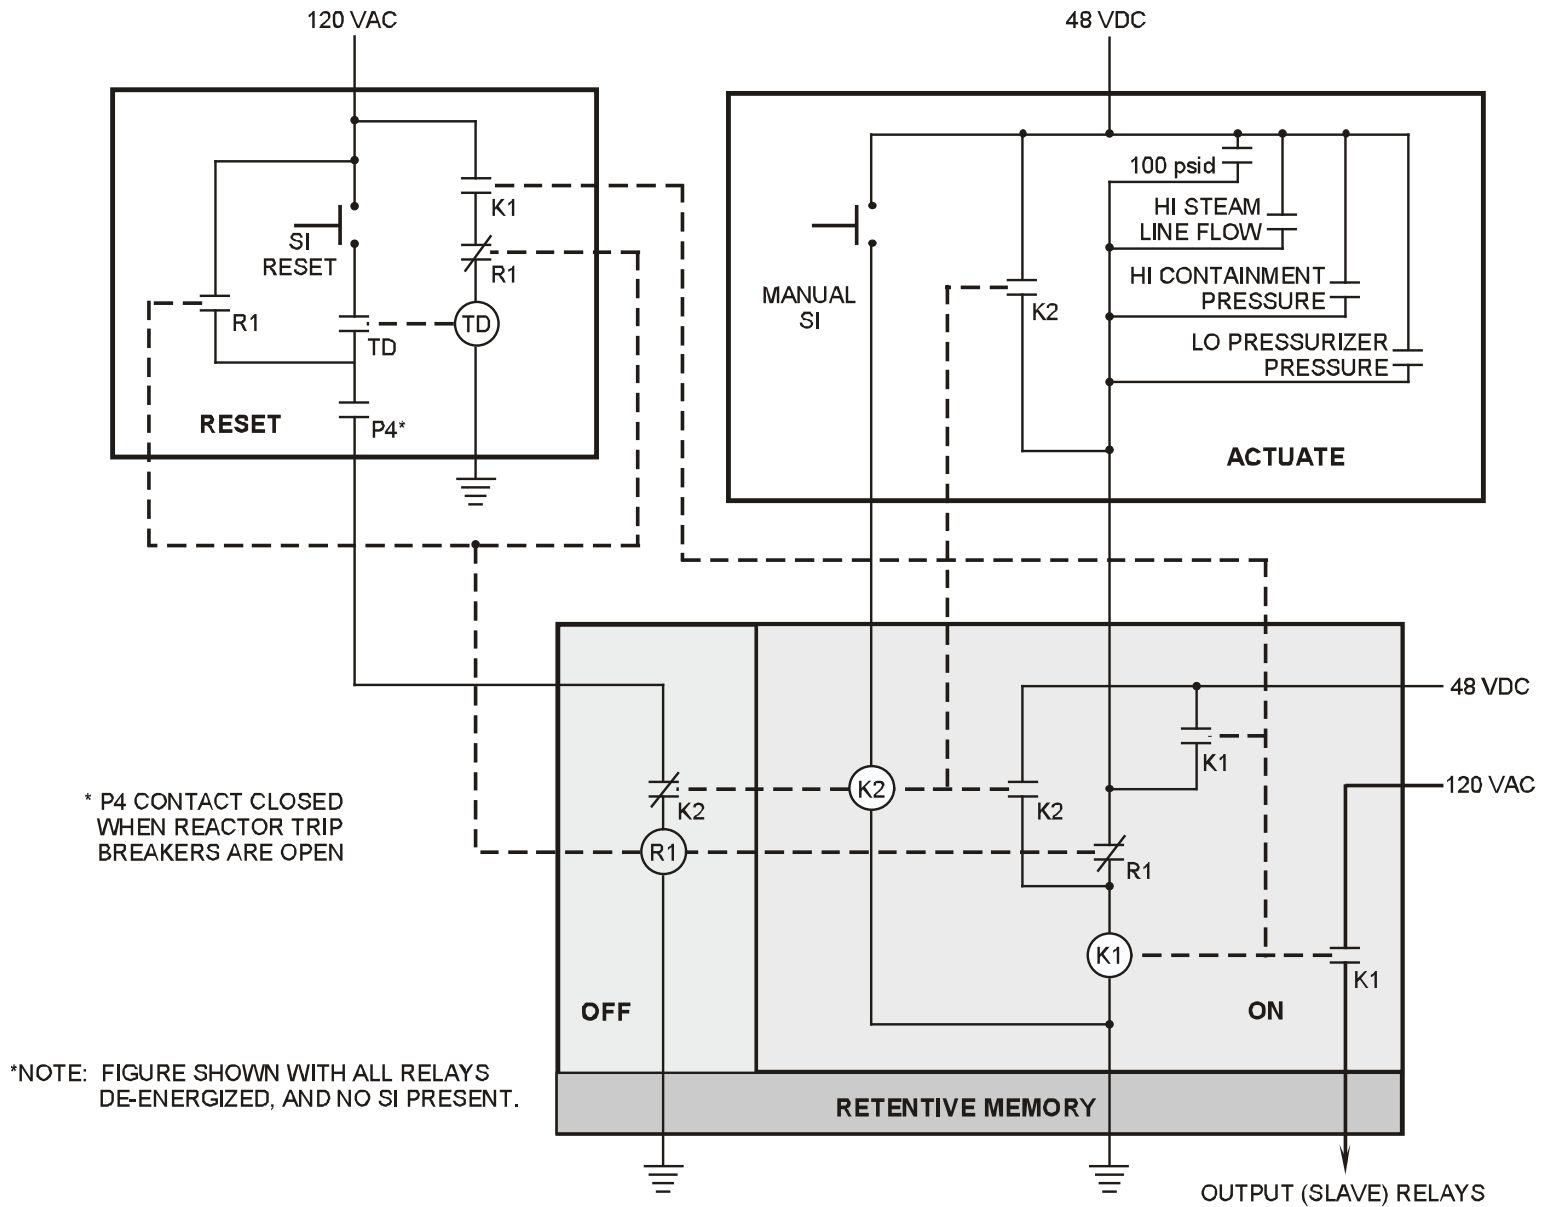 120 VAC
48 VDC
100 psid
K1
HI STEAM
LINE FLOW
SI
RESET
R1
HI CONTAINMENT
PRESSURE
MANUAL
SI
K2
R1
TD
TD
LO PRESSURIZER
PRESSURE
RESET
P4*
ACTUATE
48 VDC
K1
120 VAC
K2
K2
K2
* P4 CONTACT CLOSED
WHEN REACTOR TRIP
BREAKERS ARE OPEN
R1
R1
K1
K1
OFF
ON
*NOTE: FIGURE SHOWN WITH ALL RELAYS
DE-ENERGIZED, AND NO SI PRESENT.
RETENTIVE MEMORY
OUTPUT (SLAVE) RELAYS